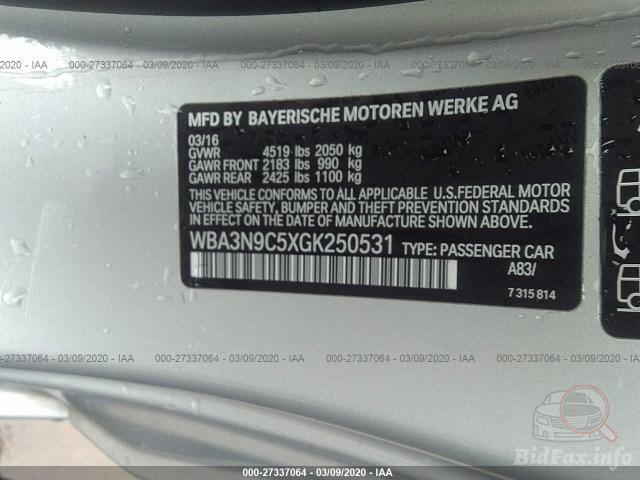 000-27337064 - 03/09/2020 - IAA
000-27337064 - 03/09/2020 - IAA
MFD BY BAYERISCHE MOTOREN WERKE AG
03/16
GVWR 4519 lbs 2050 kg
GAWR FRONT 2183 lbs 990 kg
GAWR REAR 2425 lbs 1100 kg
THIS VEHICLE CONFORMS TO ALL APPLICABLE U.S.FEDERAL MOTOR
VEHICLE SAFETY, BUMPER AND THEFT PREVENTION STANDARDS
IN EFFECT ON THE DATE OF MANUFACTURE SHOWN ABOVE.
WBA3N9C5XGK250531 TYPE: PASSENGER CAR
A83/
7 315 814
000-27337064 - 03/09/2020 - IAA
000-27337064 - 03/09/2020 - IAA
000-27337064 - 03/09/2020 - IAA
BidFax.info
000-27337064 - 03/09/2020 - IAA